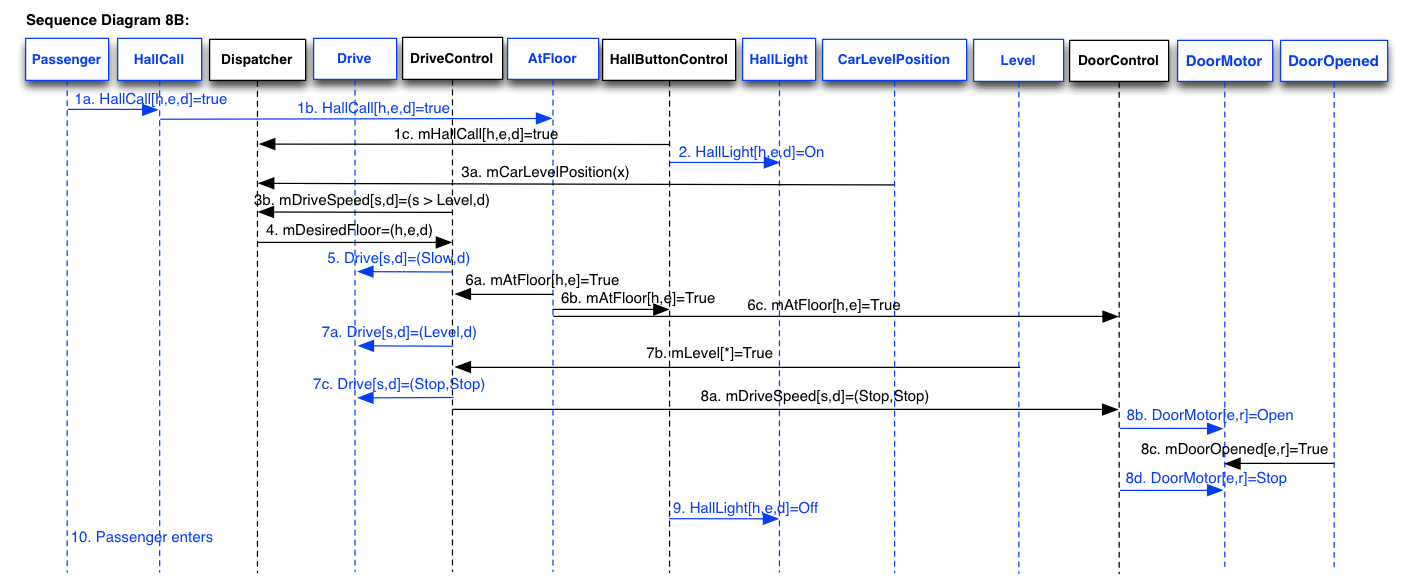 Sequence Diagram 8B:
Passenger
HallCall
Dispatcher
Drive
DriveControl
AtFloor
HallButtonControl
HallLight
CarLevelPosition
Level
DoorControl
DoorMotor
DoorOpened
1a. HallCall[h,e,d]=true
1b. HallCall[h,e,d]=true
1c. mHallCall[h,e,d]=true
2. HallLight[h,e,d]=On
3a. mCarLevelPosition(x)
3b. mDriveSpeed[s,d]=(s > Level,d)
4. mDesiredFloor=(h,e,d)
5. Drive[s,d]=(Slow,d)
6a. mAtFloor[h,e]=True
6b. mAtFloor[h,e]=True
6c. mAtFloor[h,e]=True
7a. Drive[s,d]=(Level,d)
7b. mLevel[*]=True
7c. Drive[s,d]=(Stop,Stop)
8a. mDriveSpeed[s,d]=(Stop,Stop)
8b. DoorMotor[e,r]=Open
8c. mDoorOpened[e,r]=True
8d. DoorMotor[e,r]=Stop
9. HallLight[h,e,d]=Off
10. Passenger enters